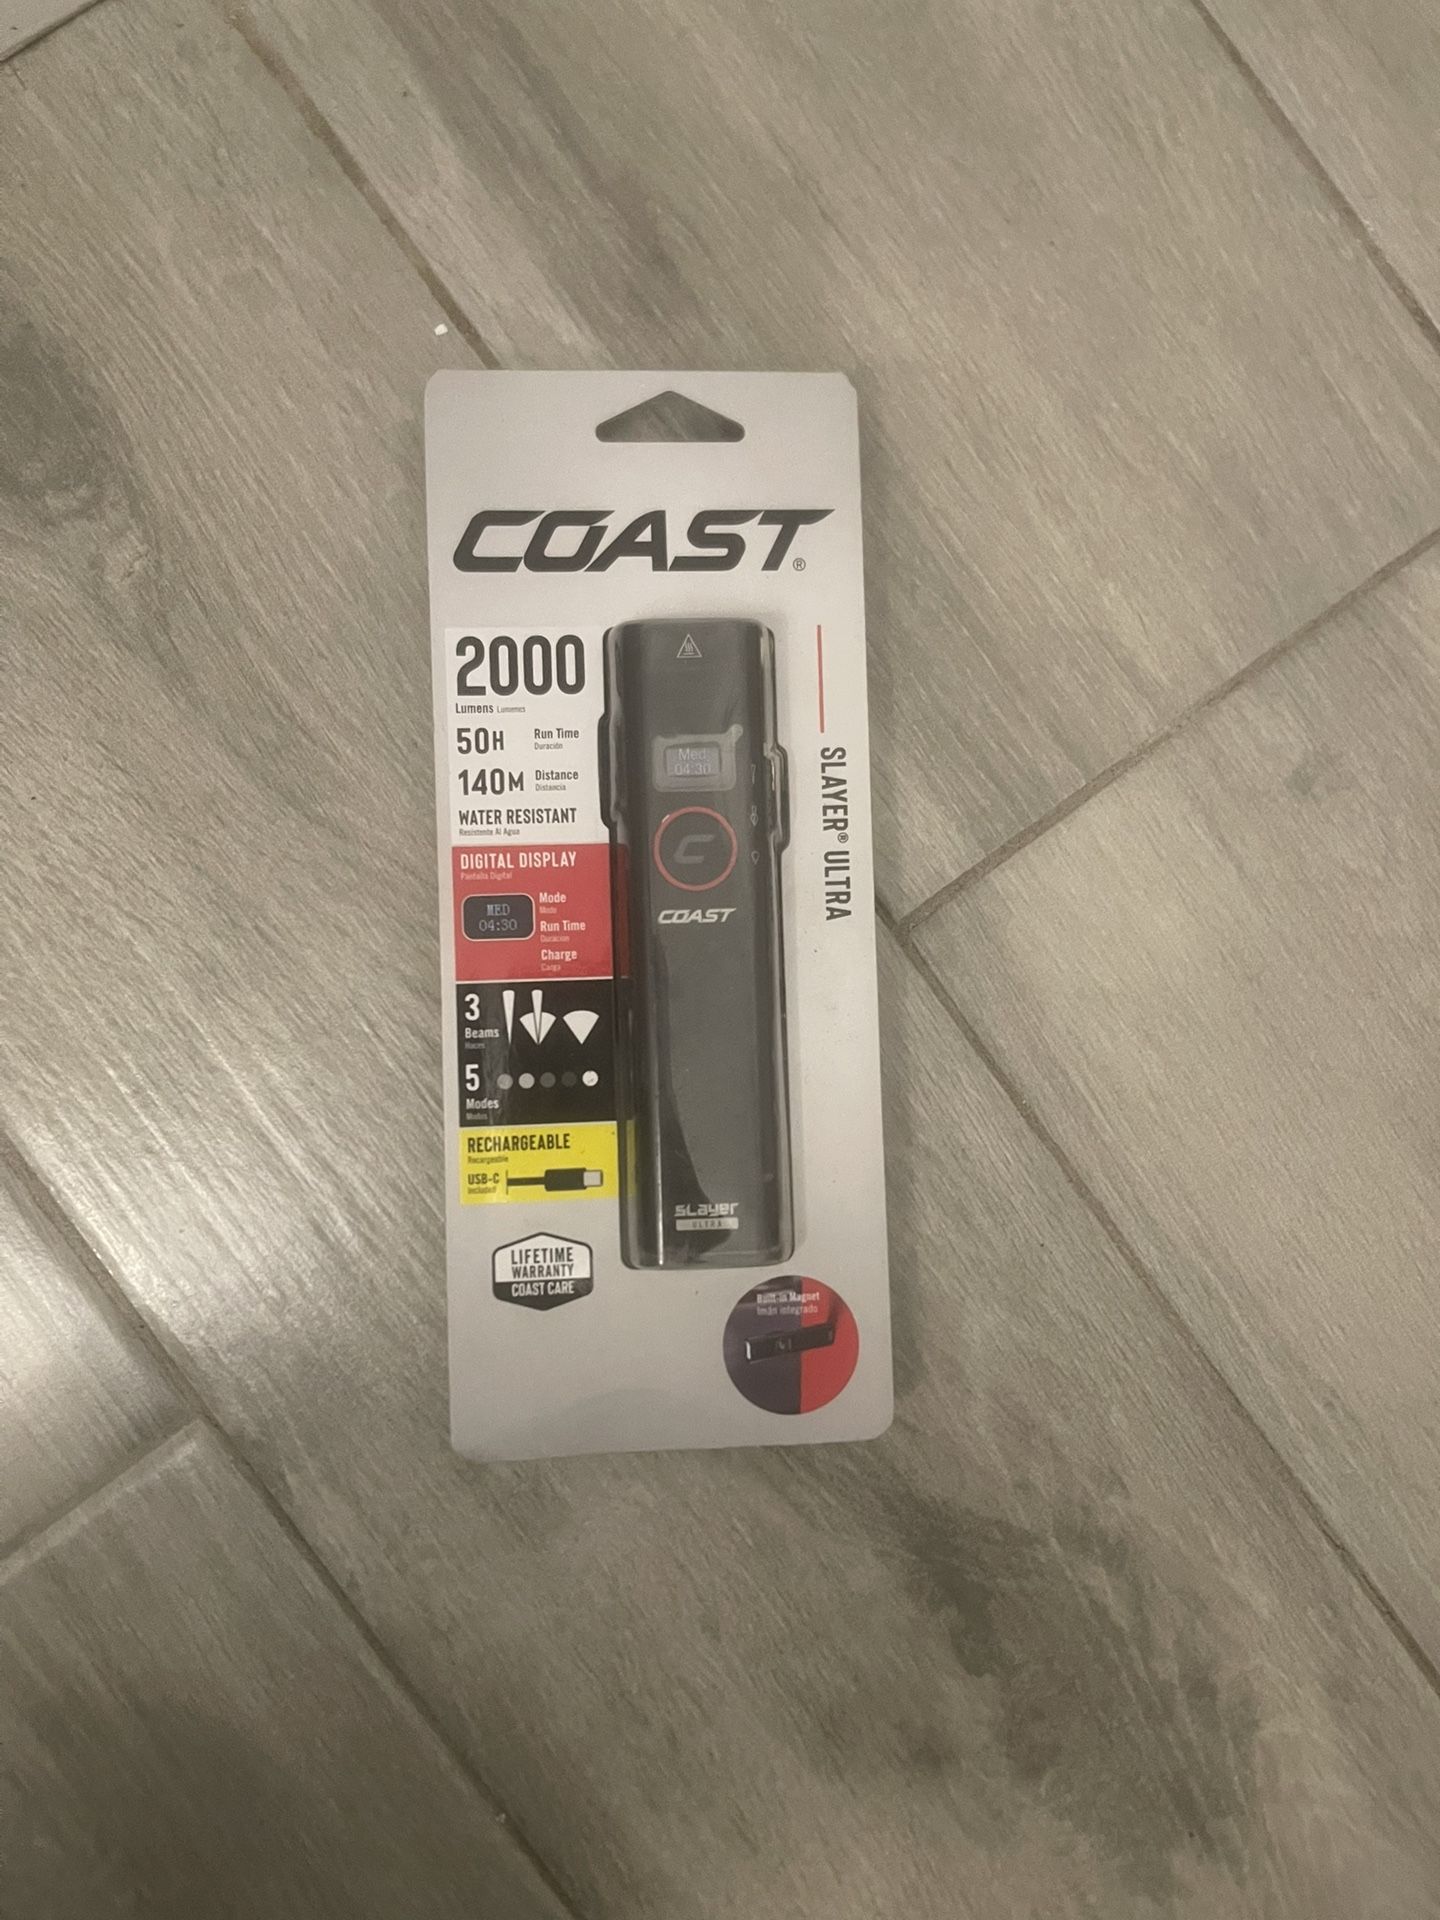 COAST®
2000
Lumens Lumenes
50H Run Time
Duración
140M Distance
Distancia
WATER RESISTANT
Resistente Al Agua
DIGITAL DISPLAY
Pantalla Digital
MED
04:30
Mode
Modo
Run Time
Duración
Charge
Carga
3
Beams
Haces
5
Modes
Modos
RECHARGEABLE
Recargable
USB-C
Included
LIFETIME
WARRANTY
COAST CARE
Med
04:30
C
COAST
SLAYER
ULTRA
SLAYER® ULTRA
Built-in Magnet
Imán integrado